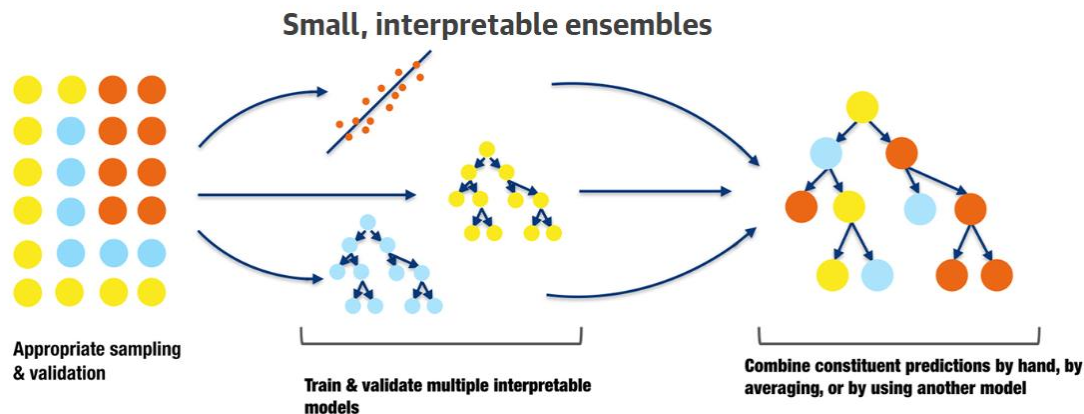 Small, interpretable ensembles
Appropriate sampling
& validation
Train & validate multiple interpretable
models
Combine constituent predictions by hand, by
averaging, or by using another model